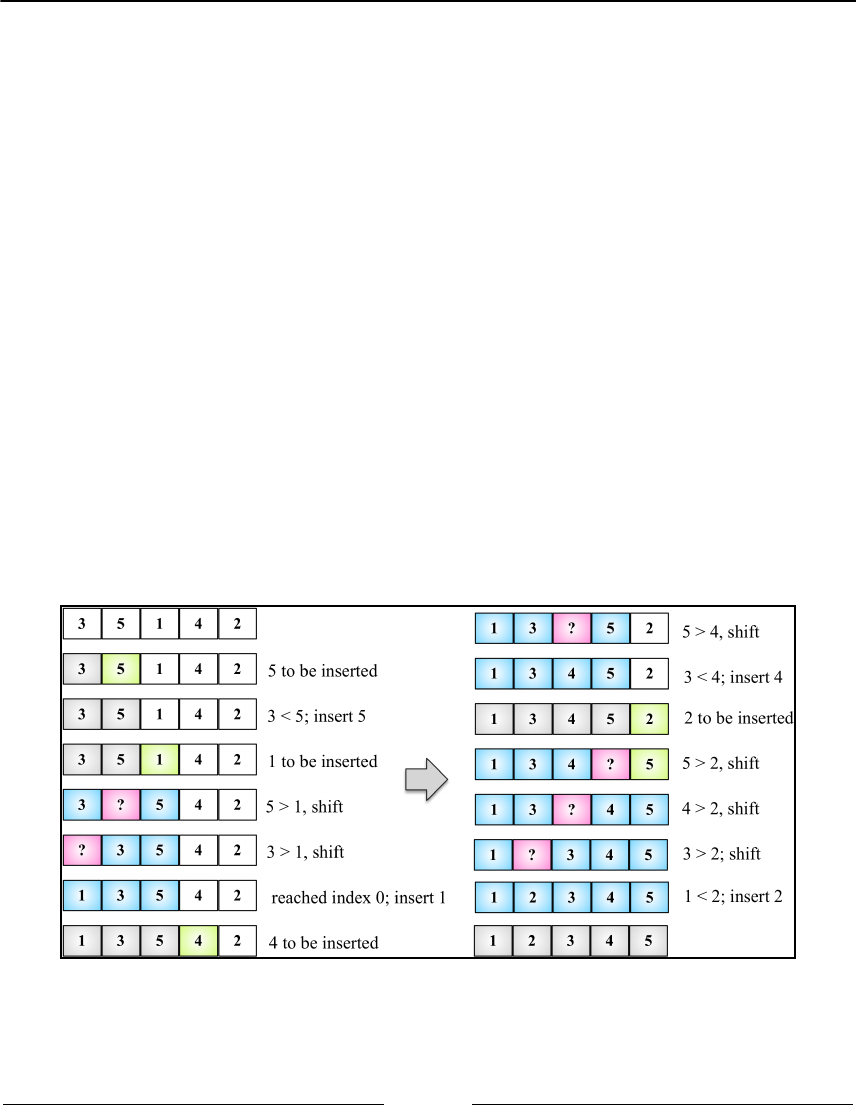 3 5 1 4 2
3 5 1 4 2 5 to be inserted
3 5 1 4 2 3 < 5; insert 5
3 5 1 4 2 1 to be inserted
3 ? 5 4 2 5 > 1, shift
? 3 5 4 2 3 > 1, shift
1 3 5 4 2 reached index 0; insert 1
1 3 5 4 2 4 to be inserted
1 3 ? 5 2 5 > 4, shift
1 3 4 5 2 3 < 4; insert 4
1 3 4 5 2 2 to be inserted
1 3 4 ? 5 5 > 2, shift
1 3 ? 4 5 4 > 2, shift
1 ? 3 4 5 3 > 2; shift
1 2 3 4 5 1 < 2; insert 2
1 2 3 4 5